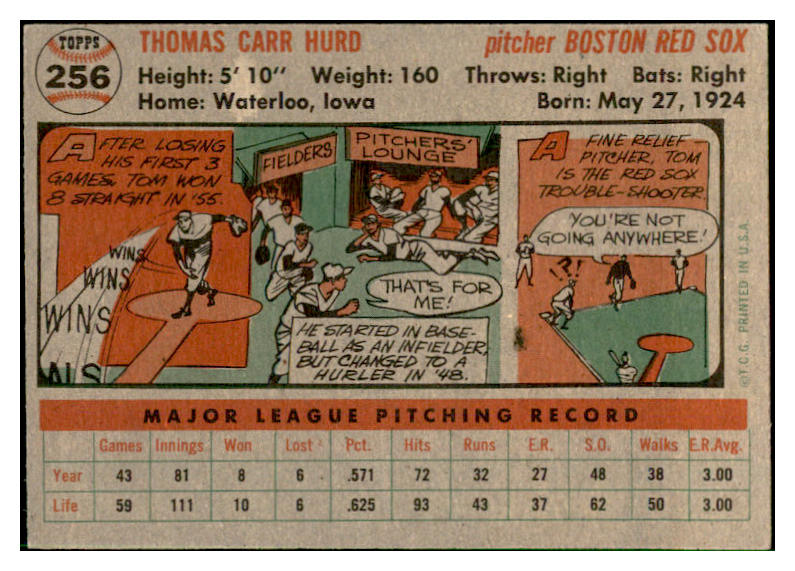 TOPPS
256
THOMAS CARR HURD
pitcher BOSTON RED SOX
Height: 5' 10" Weight: 160 Throws: Right Bats: Right
Home: Waterloo, Iowa
Born: May 27, 1924
AFTER LOSING
HIS FIRST 3
GAMES, TOM WON
8 STRAIGHT IN '55.
WINS
WINS
WINS
ALS
FIELDERS
PITCHERS'
LOUNGE
THAT'S FOR
ME!
HE STARTED IN BASE-
BALL AS AN INFIELDER,
BUT CHANGED TO A
HURLER IN '48.
A FINE RELIEF
PITCHER, TOM
IS THE RED SOX
TROUBLE-SHOOTER.
YOU'RE NOT
GOING ANYWHERE!
?!
©T.C.G. PRINTED IN U.S.A.
MAJOR LEAGUE PITCHING RECORD
Games Innings Won Lost Pct. Hits Runs E.R. S.O. Walks E.R.Avg.
Year 43 81 8 6 .571 72 32 27 48 38 3.00
Life 59 111 10 6 .625 93 43 37 62 50 3.00